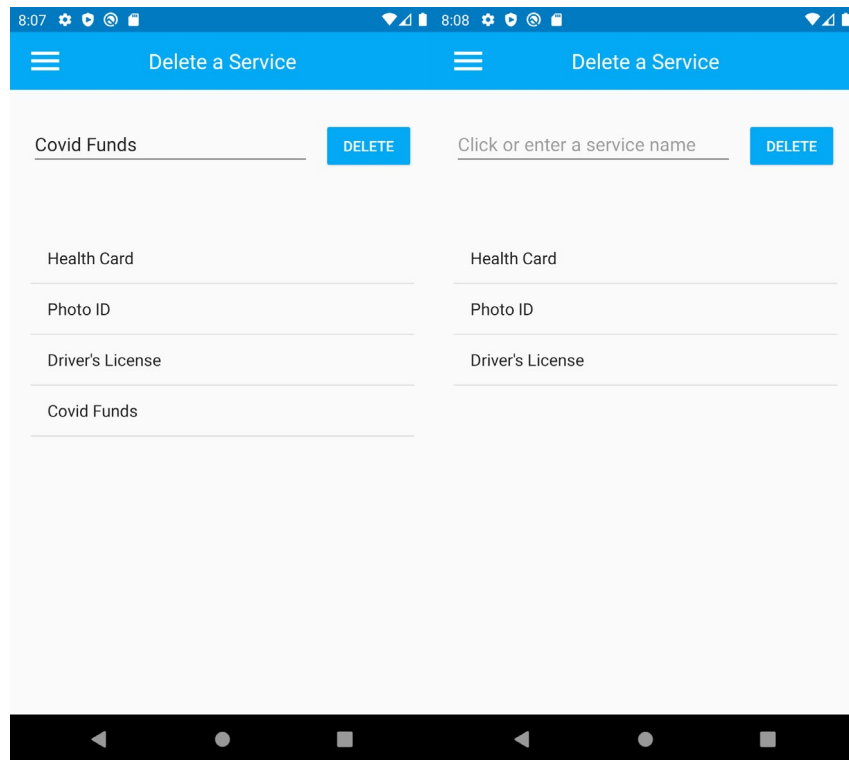 8:07
Delete a Service
Covid Funds
DELETE
Health Card
Photo ID
Driver's License
Covid Funds
8:08
Delete a Service
Click or enter a service name
DELETE
Health Card
Photo ID
Driver's License